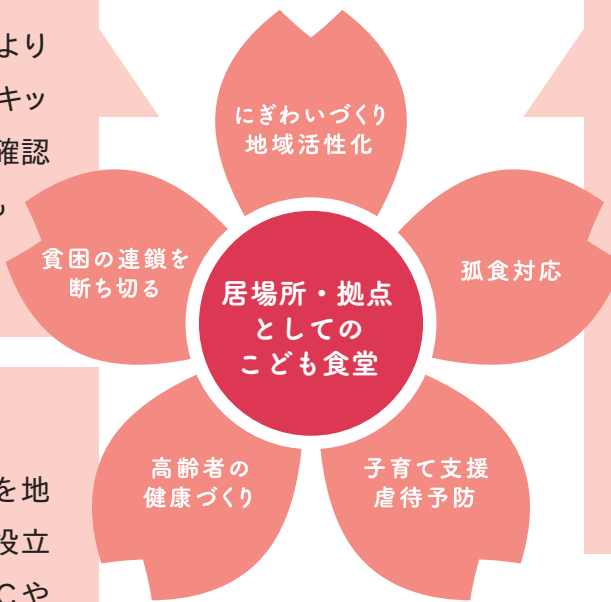 より
キッ
確認
にぎわいづくり
地域活性化
貧困の連鎖を
断ち切る
孤食対応
居場所・拠点
としての
こども食堂
高齢者の
健康づくり
子育て支援
虐待予防
を地
役立
Cや